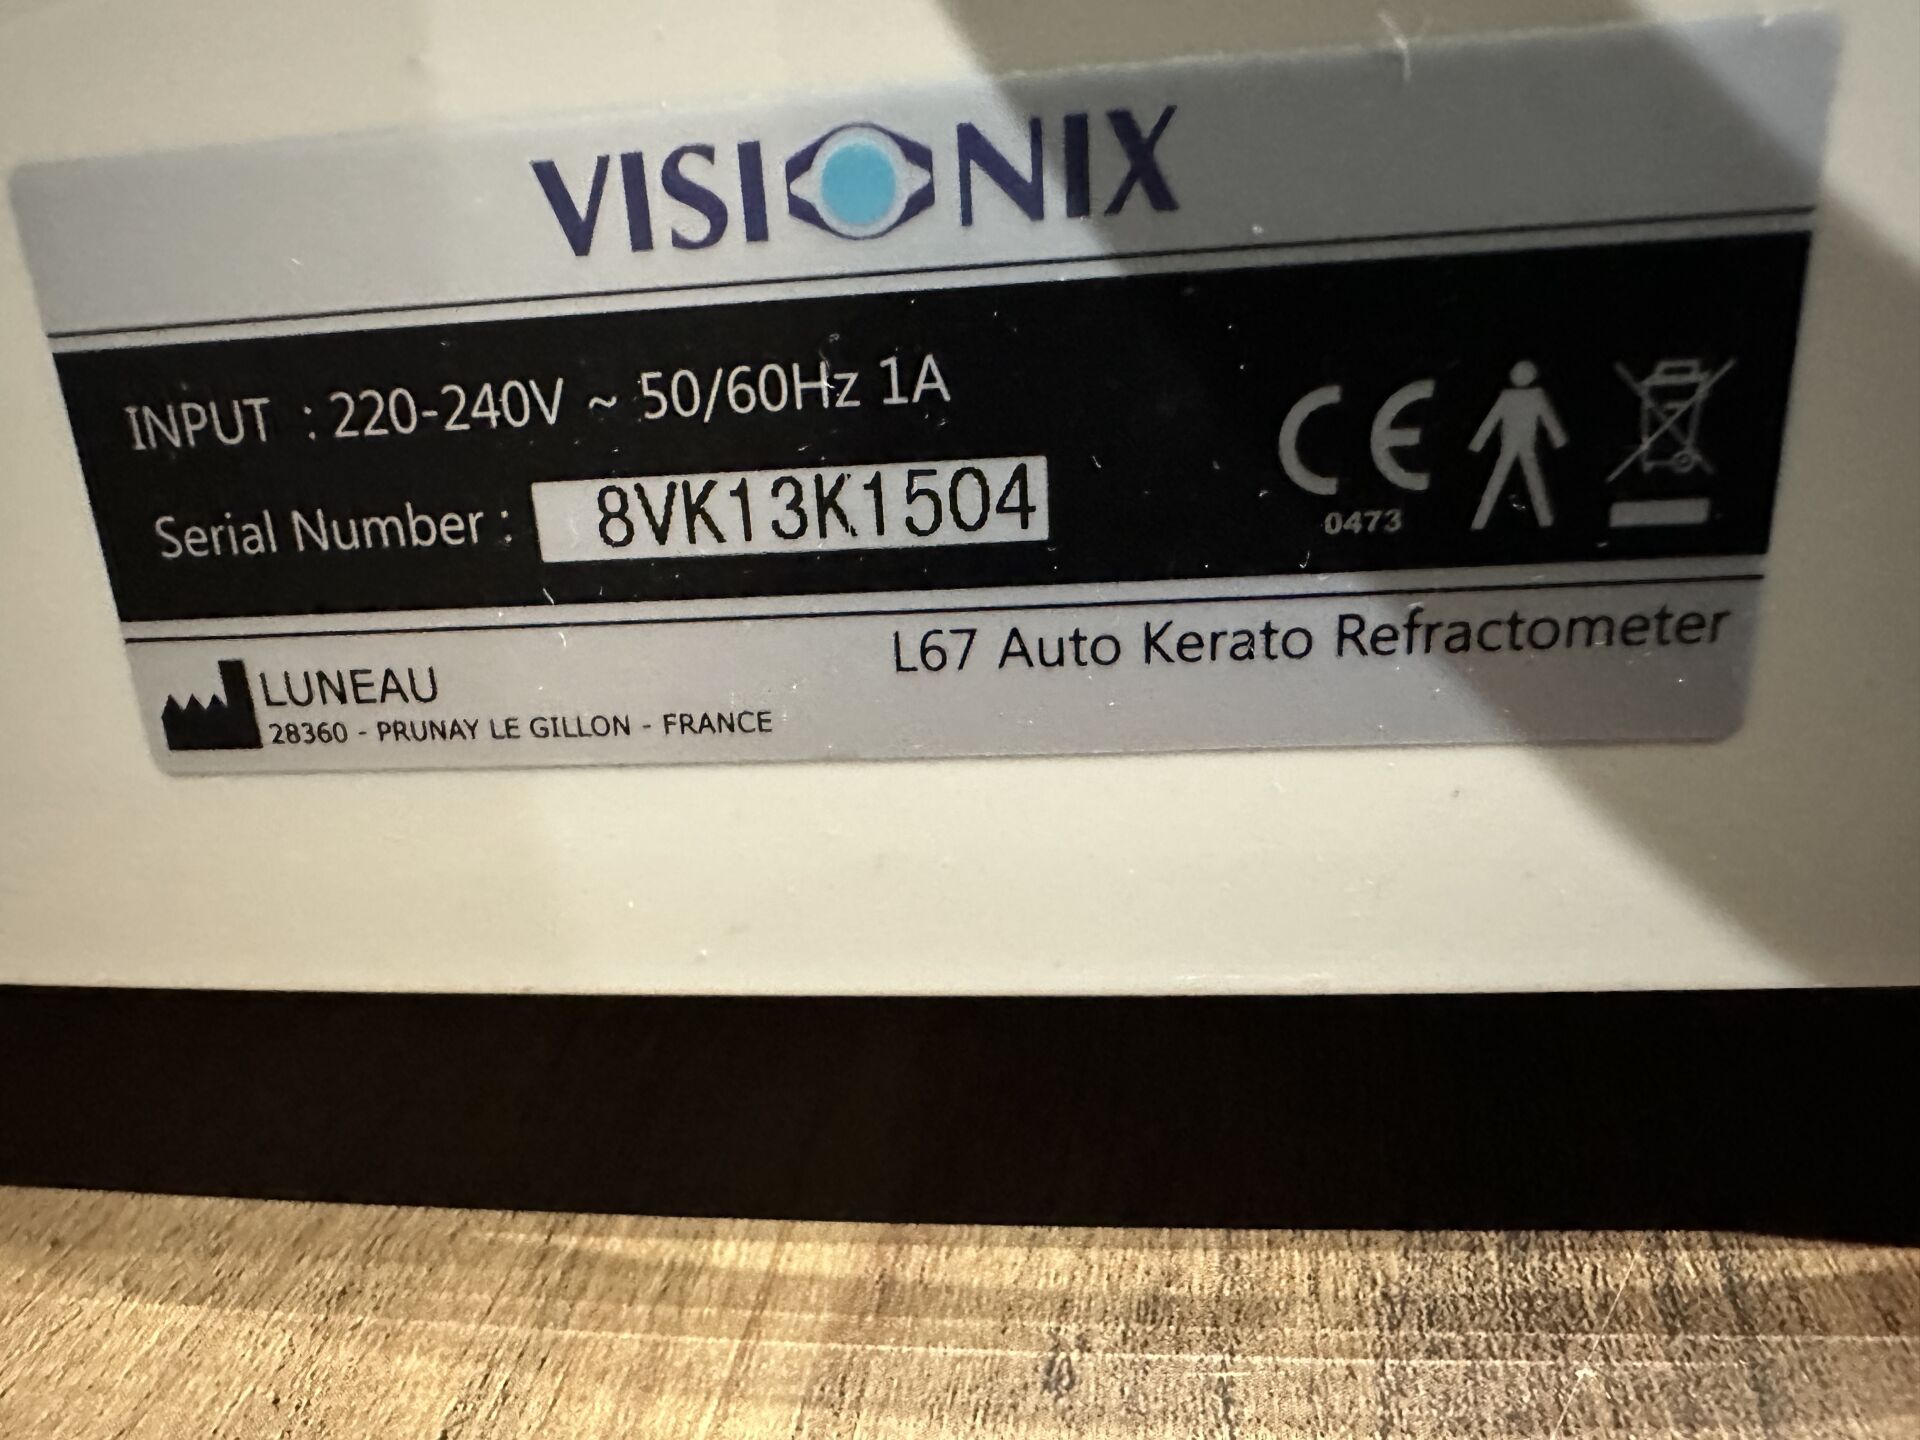 VISIONIX
INPUT : 220-240V ~ 50/60Hz 1A
Serial Number : 8VK13K1504
CE
0473
L67 Auto Kerato Refractometer
LUNEAU
28360 - PRUNAY LE GILLON - FRANCE